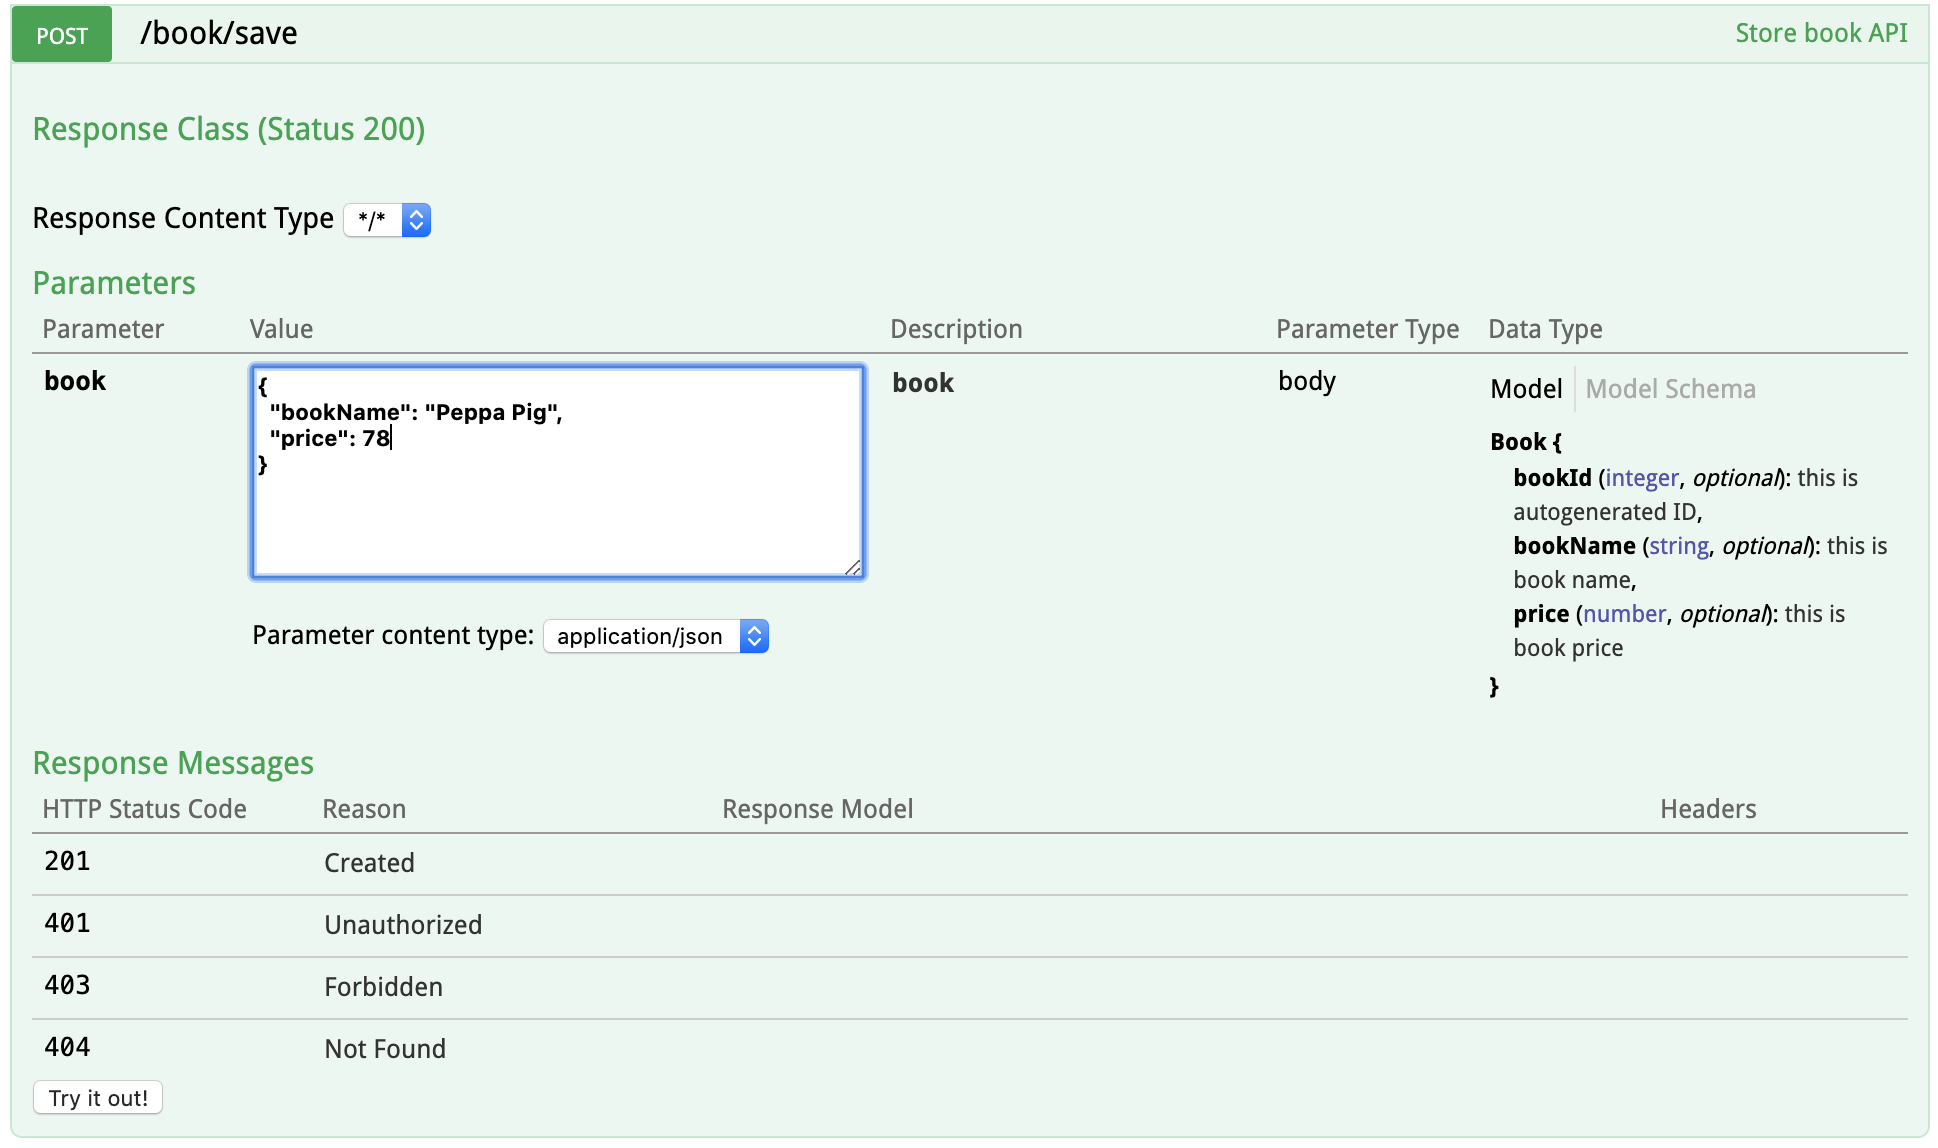 POST /book/save Store book API
Response Class (Status 200)
Response Content Type */*
Parameters
Parameter Value Description Parameter Type Data Type
book
{
"bookName": "Peppa Pig",
"price": 78
}
Parameter content type: application/json
book
body
Model Model Schema
Book {
bookId (integer, optional): this is
autogenerated ID,
bookName (string, optional): this is
book name,
price (number, optional): this is
book price
}
Response Messages
HTTP Status Code Reason Response Model Headers
201 Created
401 Unauthorized
403 Forbidden
404 Not Found
Try it out!